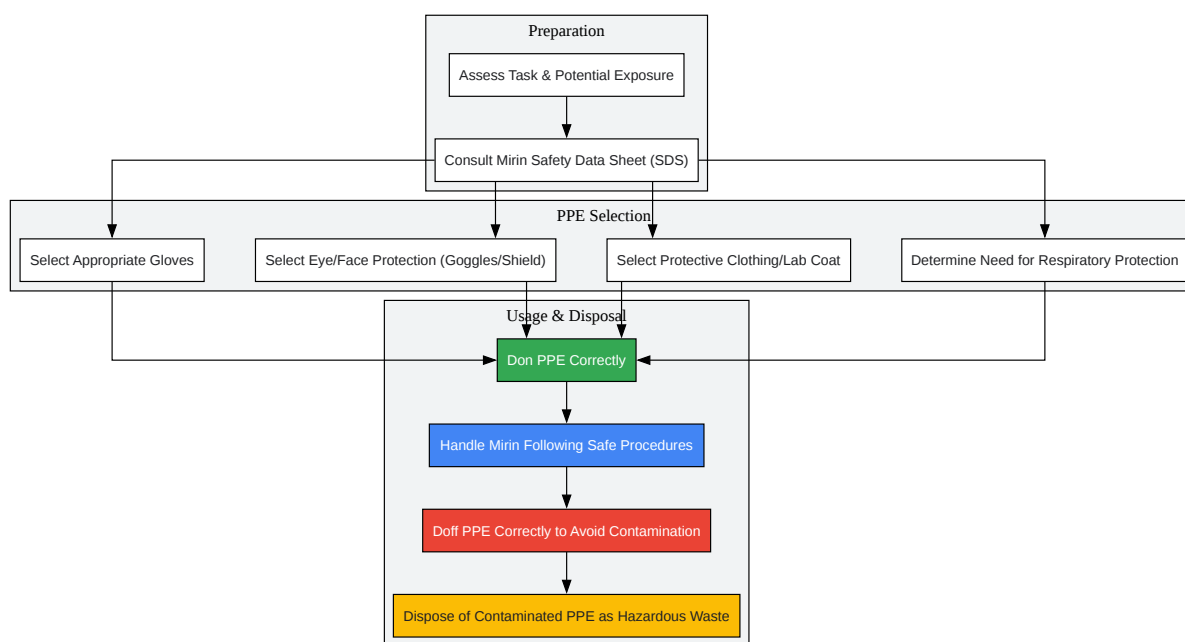 Preparation
Assess Task & Potential Exposure
Consult Mirin Safety Data Sheet (SDS)
PPE Selection
Select Appropriate Gloves
Select Eye/Face Protection (Goggles/Shield)
Select Protective Clothing/Lab Coat
Determine Need for Respiratory Protection
Usage & Disposal
Don PPE Correctly
Handle Mirin Following Safe Procedures
Doff PPE Correctly to Avoid Contamination
Dispose of Contaminated PPE as Hazardous Waste